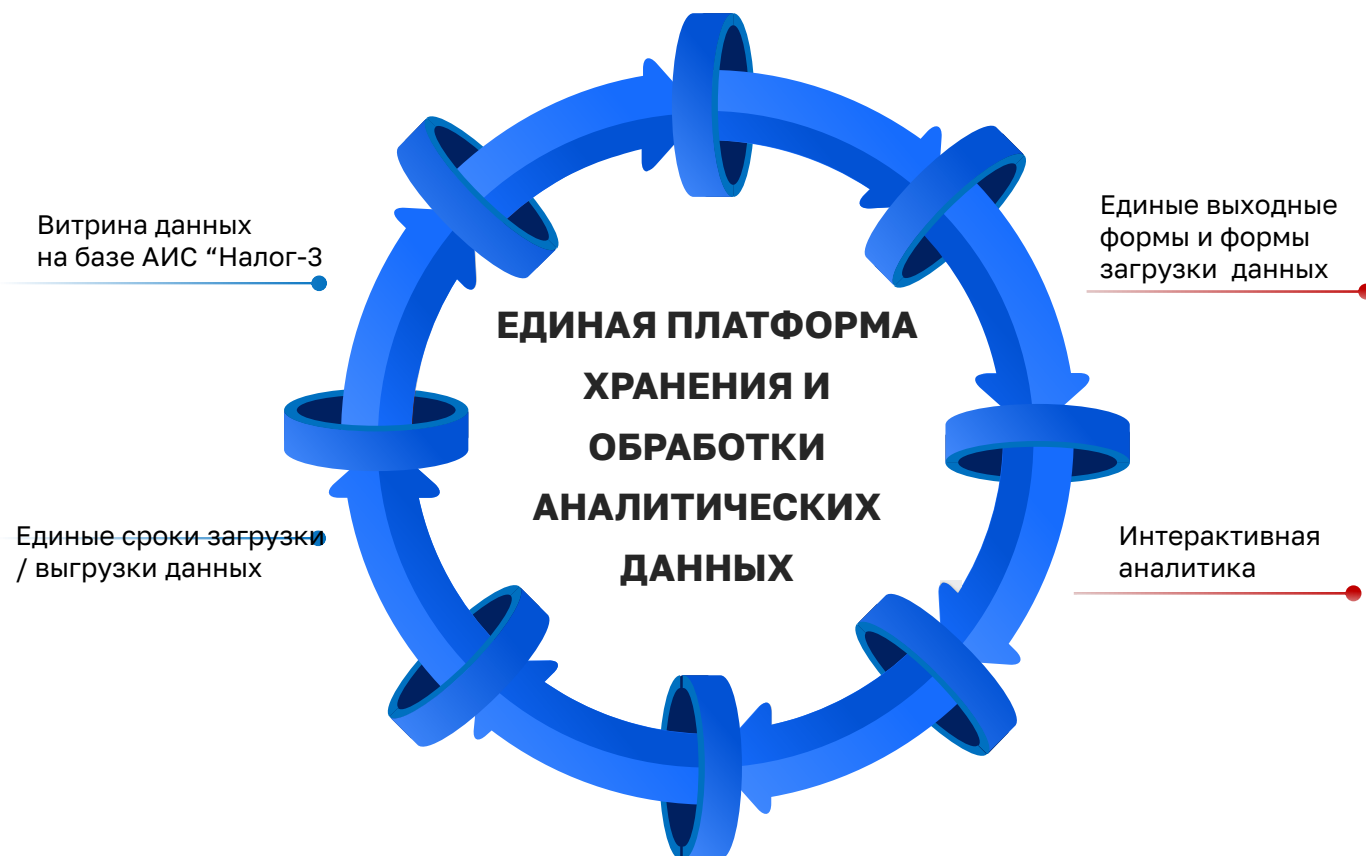 Витрина данных
на базе АИС “Налог-3
Единые выходные
формы и формы
загрузки  данных
ЕДИНАЯ ПЛАТФОРМА
ХРАНЕНИЯ И
ОБРАБОТКИ
АНАЛИТИЧЕСКИХ
ДАННЫХ
Единые сроки загрузки
/ выгрузки данных
Интерактивная
аналитика